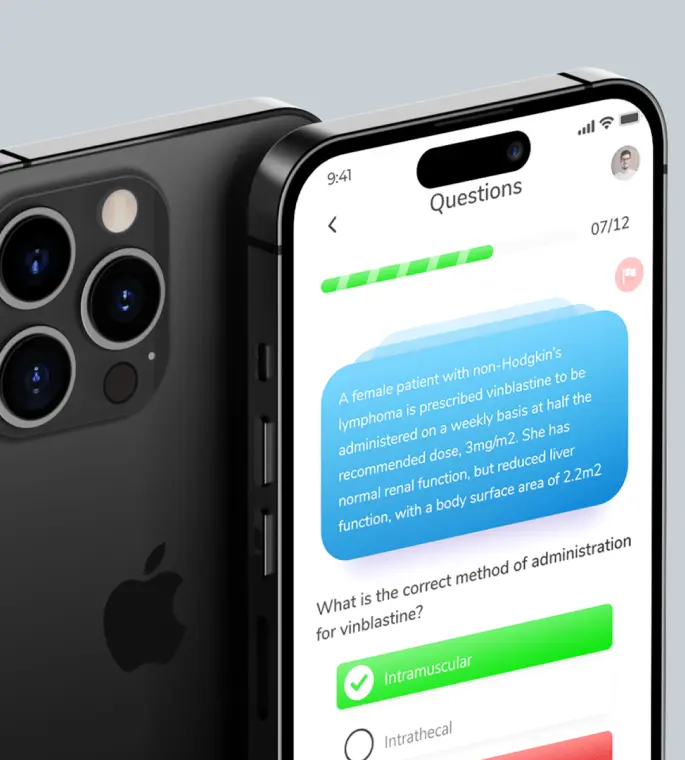 9:41
Questions
07/12
A female patient with non-Hodgkin's
lymphoma is prescribed vinblastine to be
administered on a weekly basis at half the
recommended dose, 3mg/m2. She has
normal renal function, but reduced liver
function, with a body surface area of 2.2m2
What is the correct method of administration
for vinblastine?
Intramuscular
Intrathecal